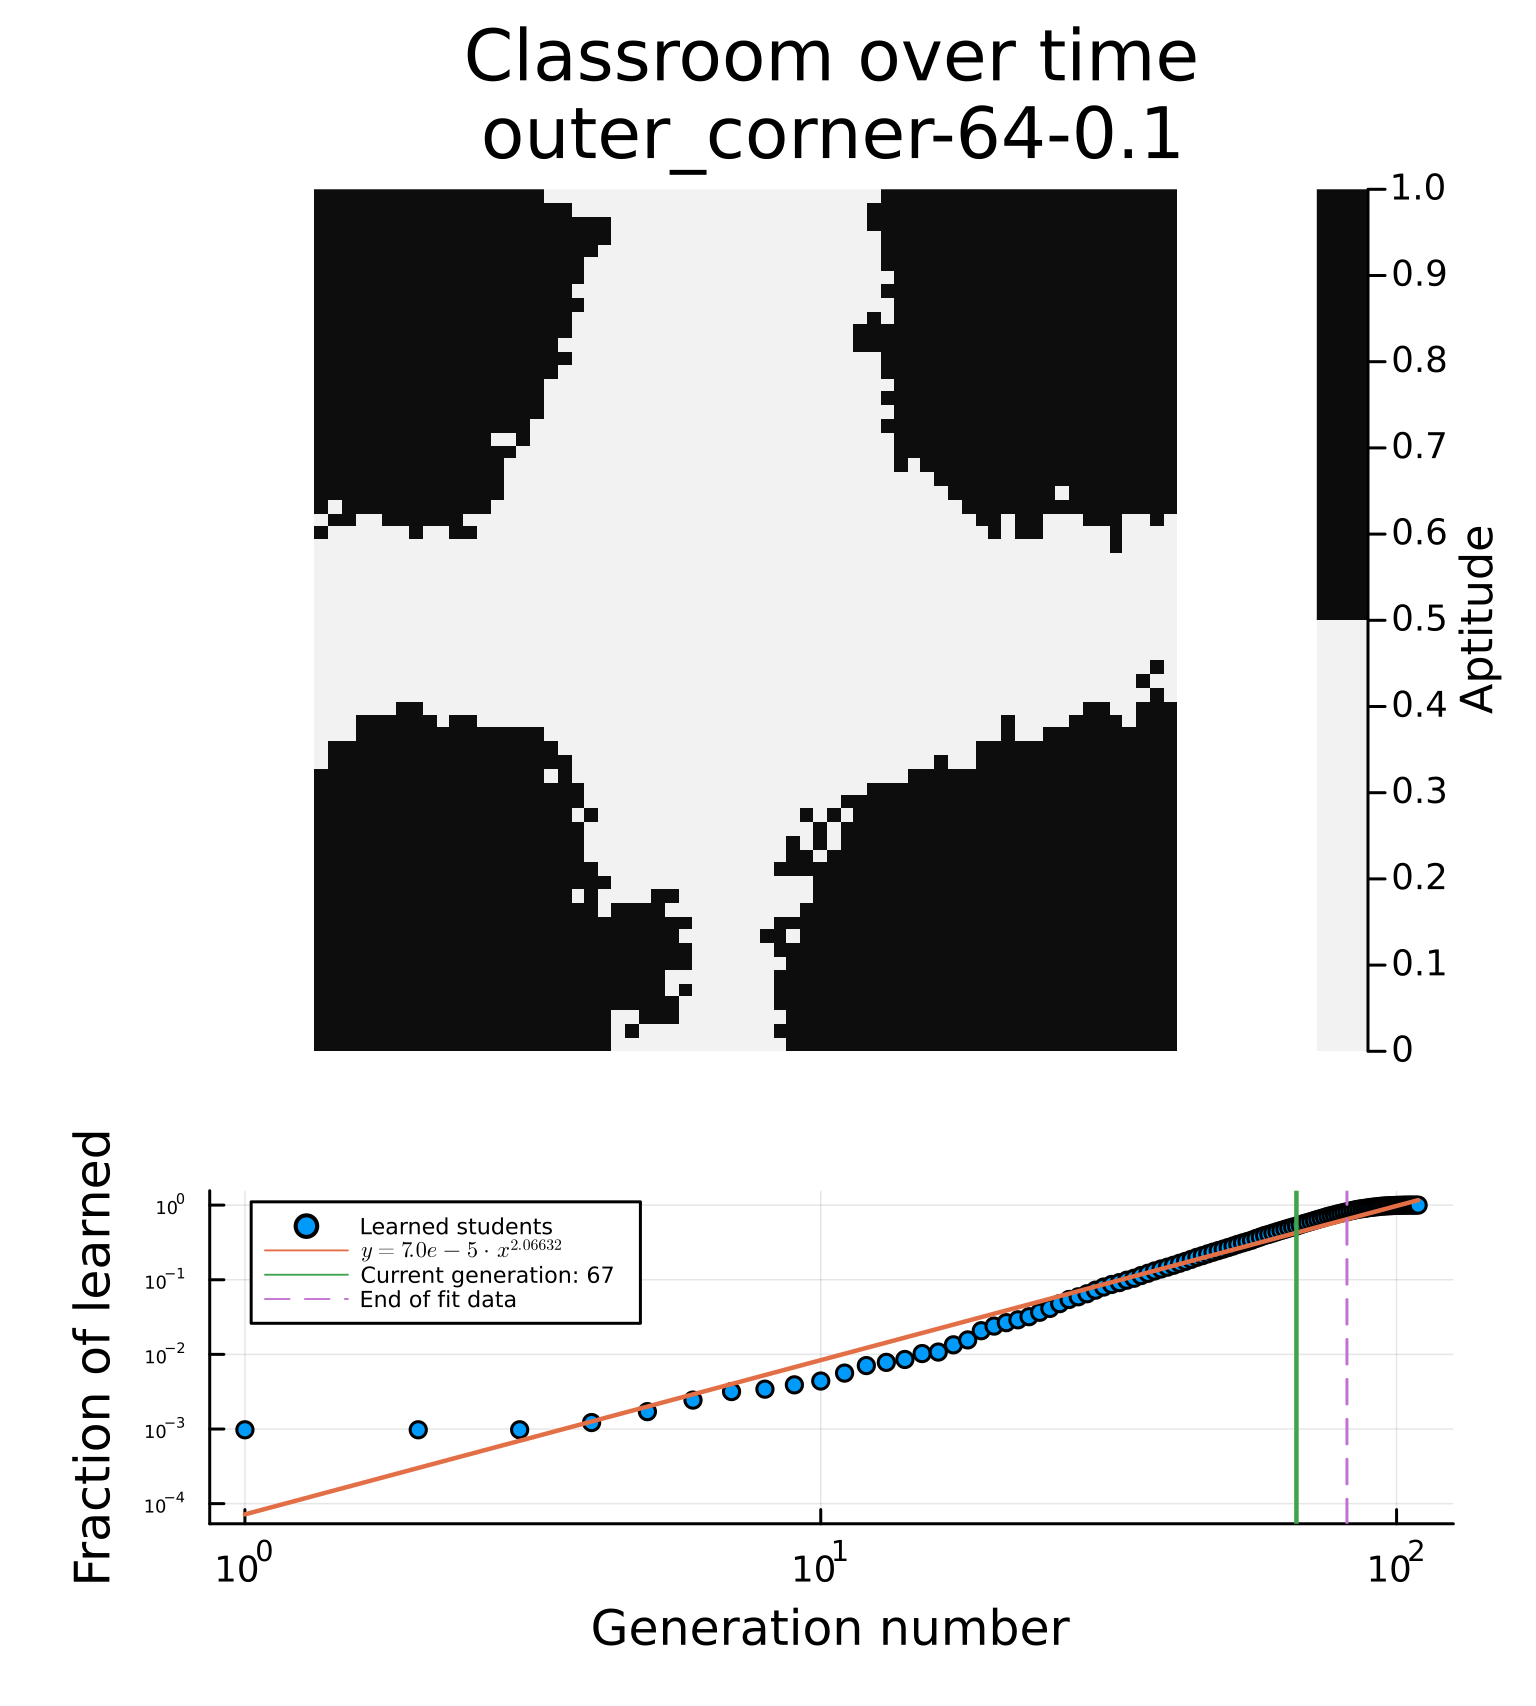 Classroom over time
outer_corner-64-0.1
1.0
0.9
0.8
0.7
0.6
0.5
0.4
0.3
0.2
0.1
0
Aptitude
Fraction of learned
10^0
10^-1
10^-2
10^-3
10^-4
Learned students
y = 7.0e − 5 · x^2.06632
Current generation: 67
End of fit data
10^0
10^1
10^2
Generation number